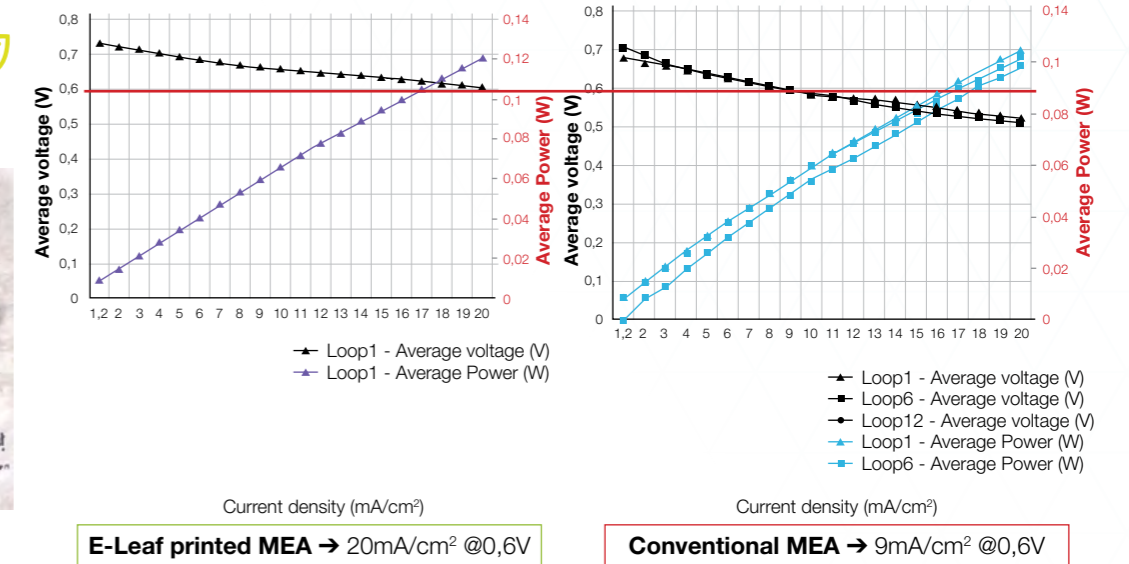 0,8
0,7
0,6
0,5
0,4
0,3
0,2
0,1
0
Average voltage (V)
0,14
0,12
0,1
0,08
0,06
0,04
0,02
0
Average Power (W)
1,2 2 3 4 5 6 7 8 9 10 11 12 13 14 15 16 17 18 19 20
Loop1 - Average voltage (V)
Loop1 - Average Power (W)
Current density (mA/cm²)
E-Leaf printed MEA ➔ 20mA/cm² @0,6V
0,8
0,7
0,6
0,5
0,4
0,3
0,2
0,1
0
Average voltage (V)
0,14
0,1
0,08
0,06
0,04
0,02
0
Average Power (W)
1,2 2 3 4 5 6 7 8 9 10 11 12 13 14 15 16 17 18 19 20
Loop1 - Average voltage (V)
Loop6 - Average voltage (V)
Loop12 - Average voltage (V)
Loop1 - Average Power (W)
Loop6 - Average Power (W)
Current density (mA/cm²)
Conventional MEA ➔ 9mA/cm² @0,6V